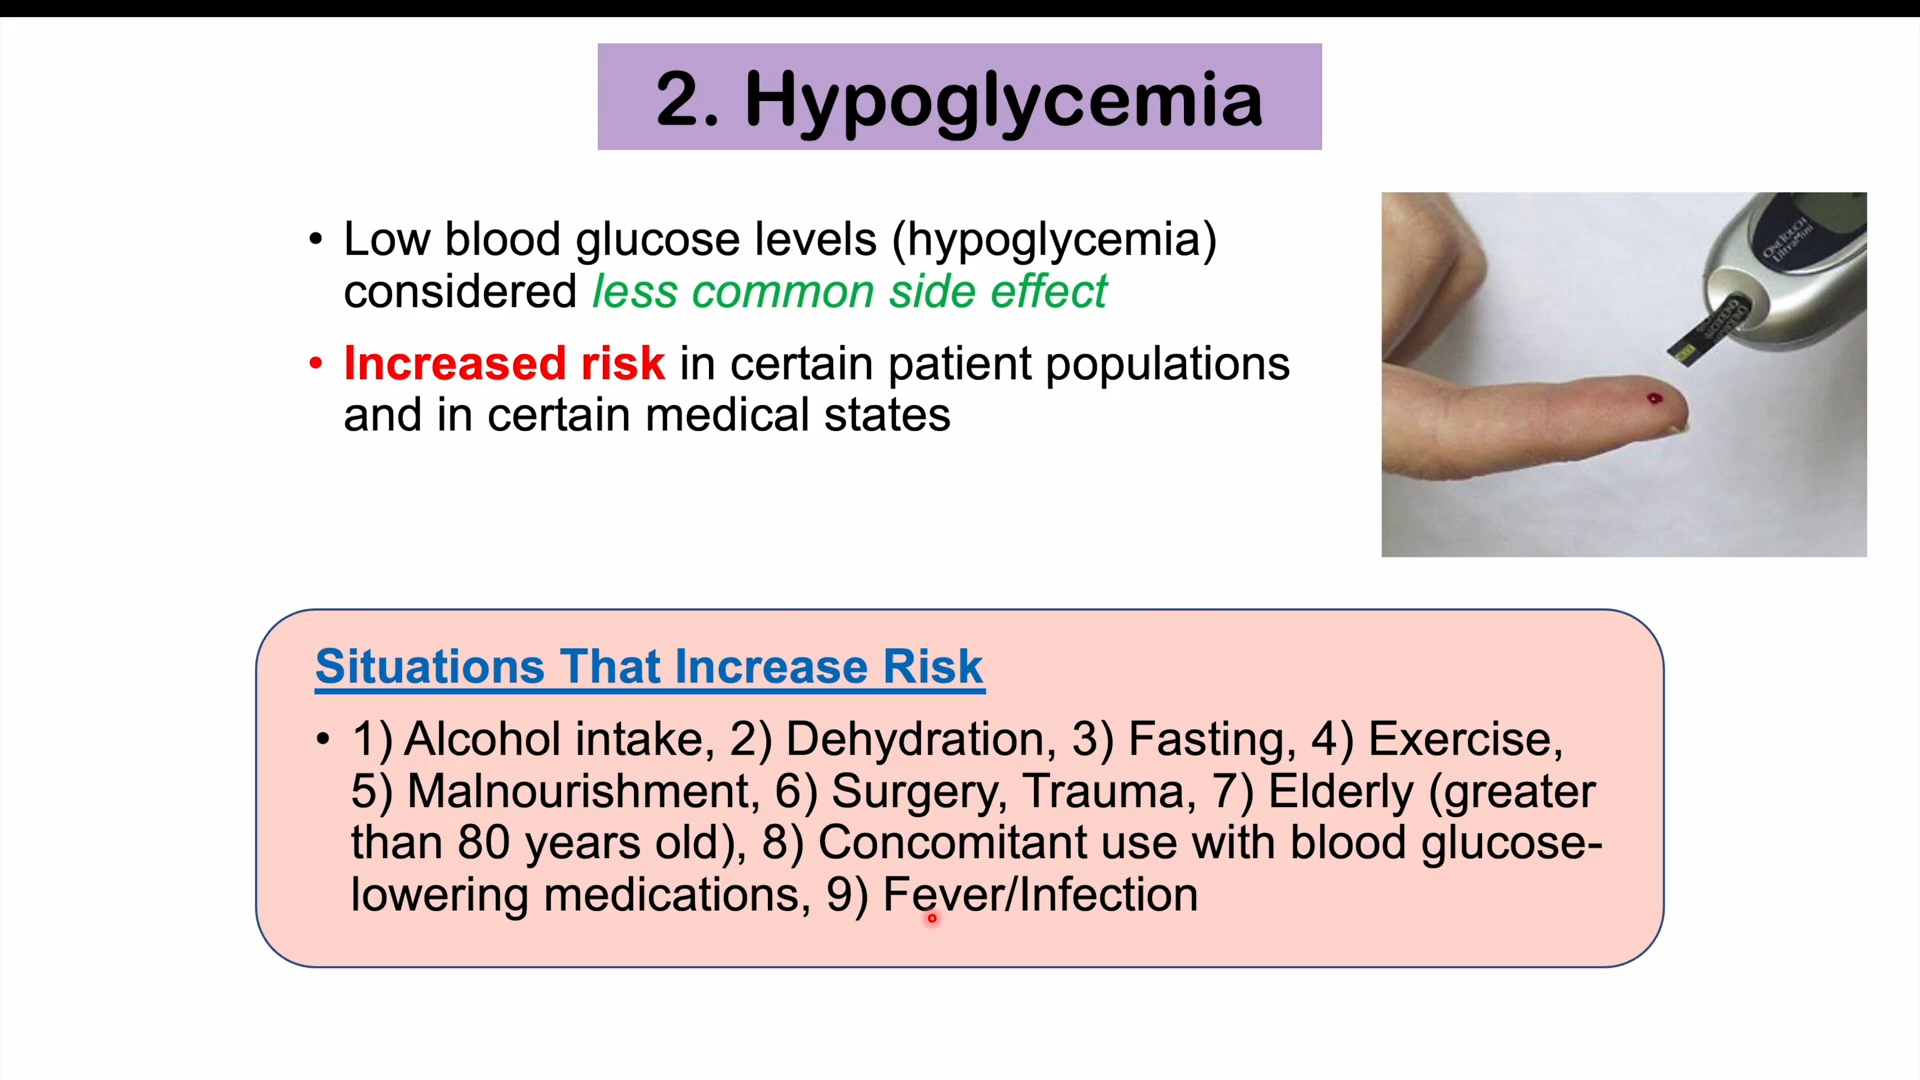 2. Hypoglycemia
• Low blood glucose levels (hypoglycemia)
considered less common side effect
• Increased risk in certain patient populations
and in certain medical states
ONETOUCH
UltraMini
Situations That Increase Risk
• 1) Alcohol intake, 2) Dehydration, 3) Fasting, 4) Exercise,
5) Malnourishment, 6) Surgery, Trauma, 7) Elderly (greater
than 80 years old), 8) Concomitant use with blood glucose-
lowering medications, 9) Fever/Infection